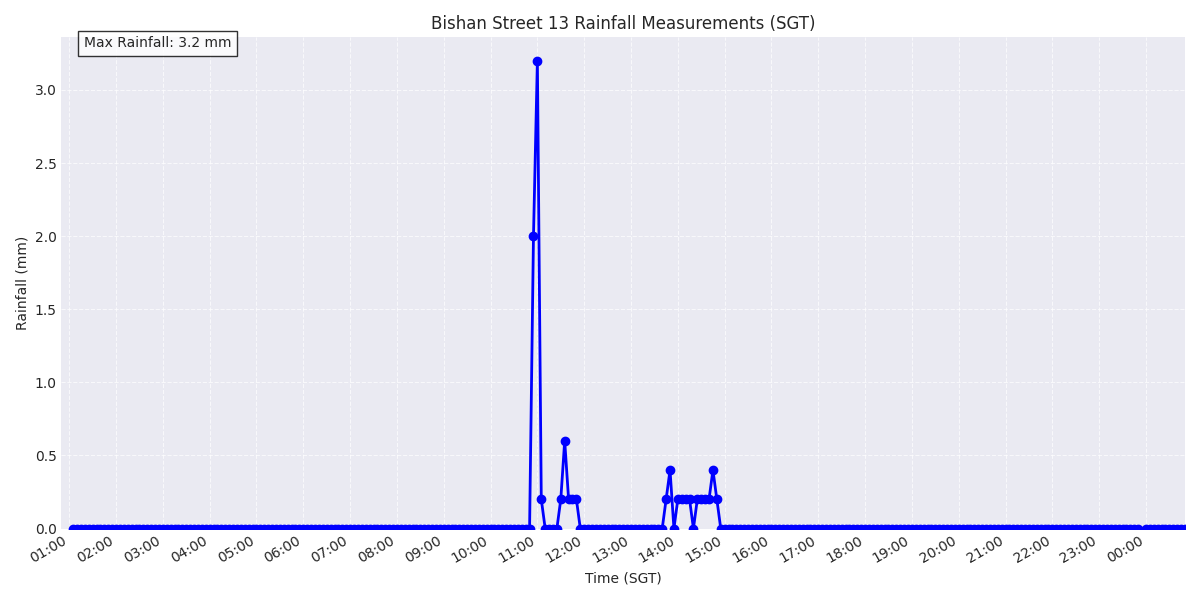 Bishan Street 13 Rainfall Measurements (SGT)
Max Rainfall: 3.2 mm
3.0
2.5
2.0
1.5
1.0
0.5
0.0
Rainfall (mm)
01:00 02:00 03:00 04:00 05:00 06:00 07:00 08:00 09:00 10:00 11:00 12:00 13:00 14:00 15:00 16:00 17:00 18:00 19:00 20:00 21:00 22:00 23:00 00:00
Time (SGT)